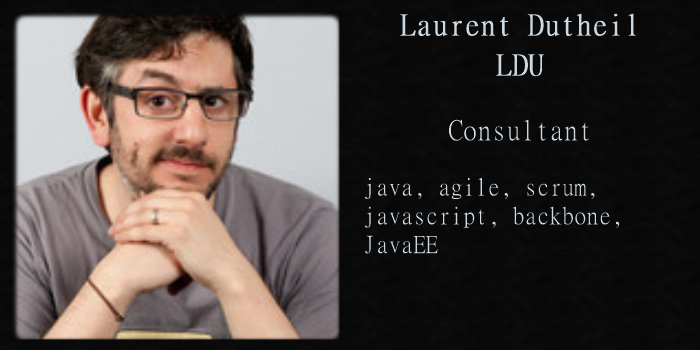 Laurent Dutheil
LDU
Consultant
java, agile, scrum,
javascript, backbone,
JavaEE